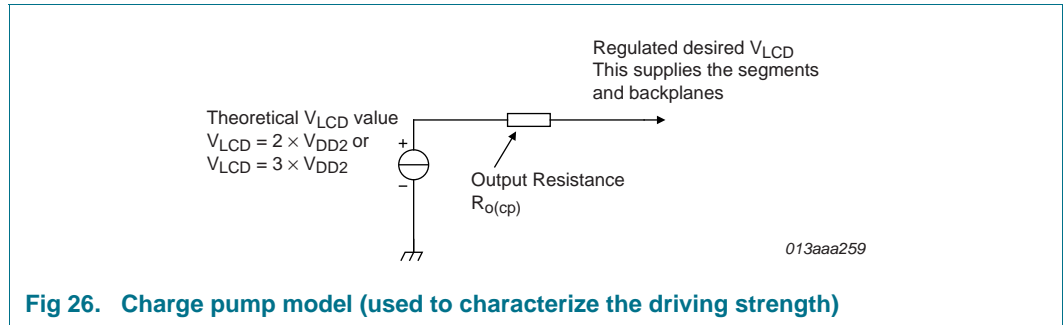 Regulated desired VLCD
This supplies the segments
and backplanes
Theoretical VLCD value
VLCD = 2 × VDD2 or
VLCD = 3 × VDD2
+
−
Output Resistance
Ro(cp)
013aaa259
Fig 26. Charge pump model (used to characterize the driving strength)